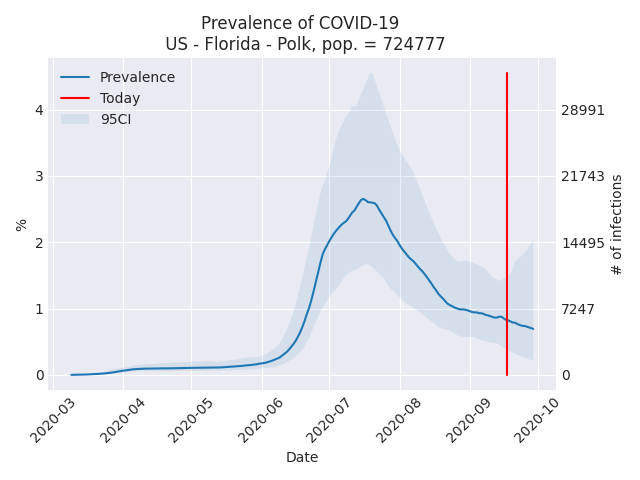 Prevalence of COVID-19
US - Florida - Polk, pop. = 724777
Prevalence
Today
95CI
4
3
2
1
0
%
28991
21743
14495
7247
0
# of infections
2020-03
2020-04
2020-05
2020-06
2020-07
2020-08
2020-09
2020-10
Date